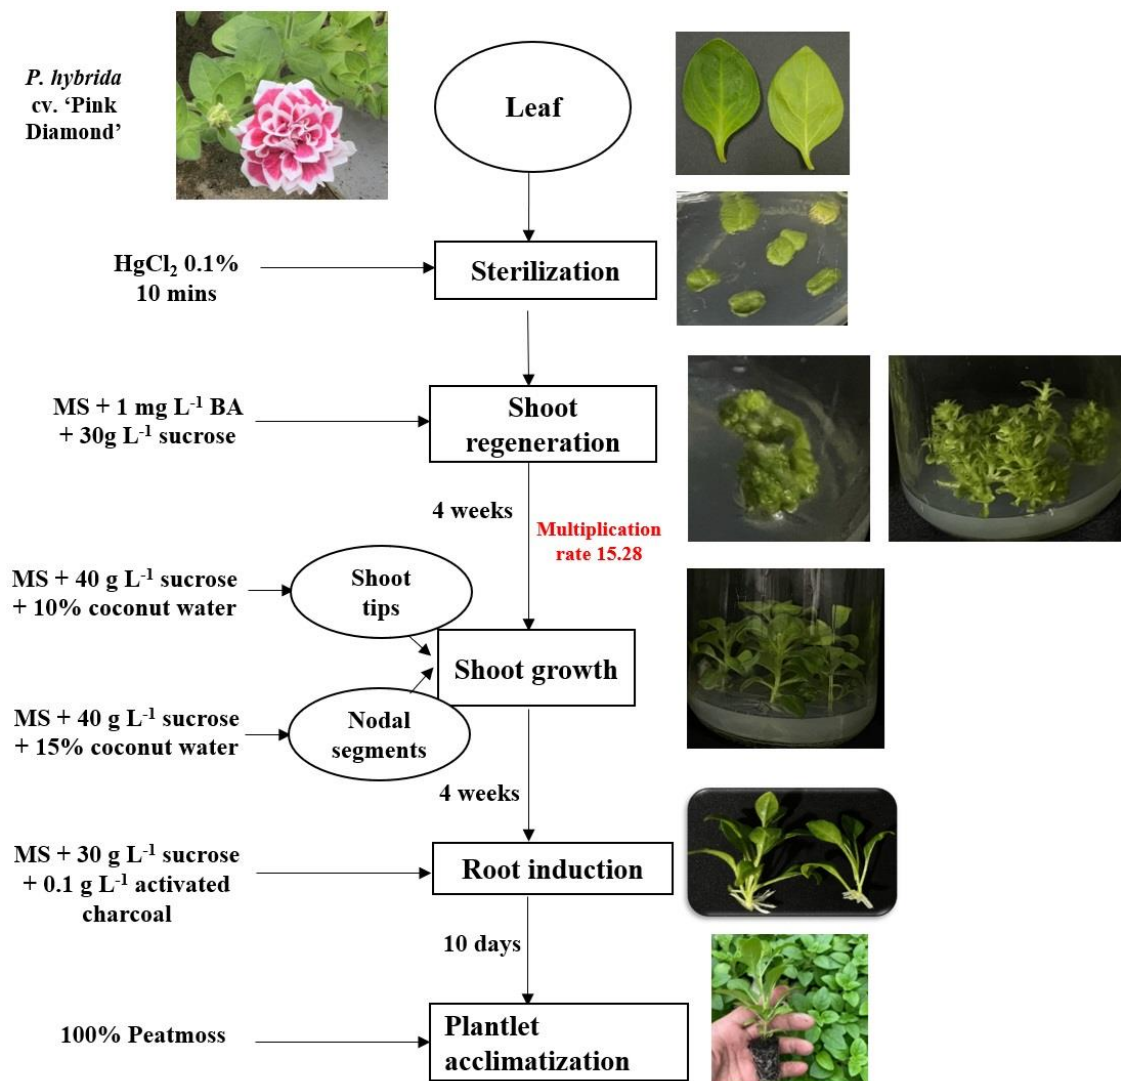 P. hybrida
cv. ‘Pink
Diamond’
Leaf
HgCl₂ 0.1%
10 mins
Sterilization
MS + 1 mg L⁻¹ BA
+ 30g L⁻¹ sucrose
Shoot
regeneration
4 weeks
Multiplication
rate 15.28
MS + 40 g L⁻¹ sucrose
+ 10% coconut water
Shoot
tips
Shoot growth
MS + 40 g L⁻¹ sucrose
+ 15% coconut water
Nodal
segments
4 weeks
MS + 30 g L⁻¹ sucrose
+ 0.1 g L⁻¹ activated
charcoal
Root induction
10 days
100% Peatmoss
Plantlet
acclimatization